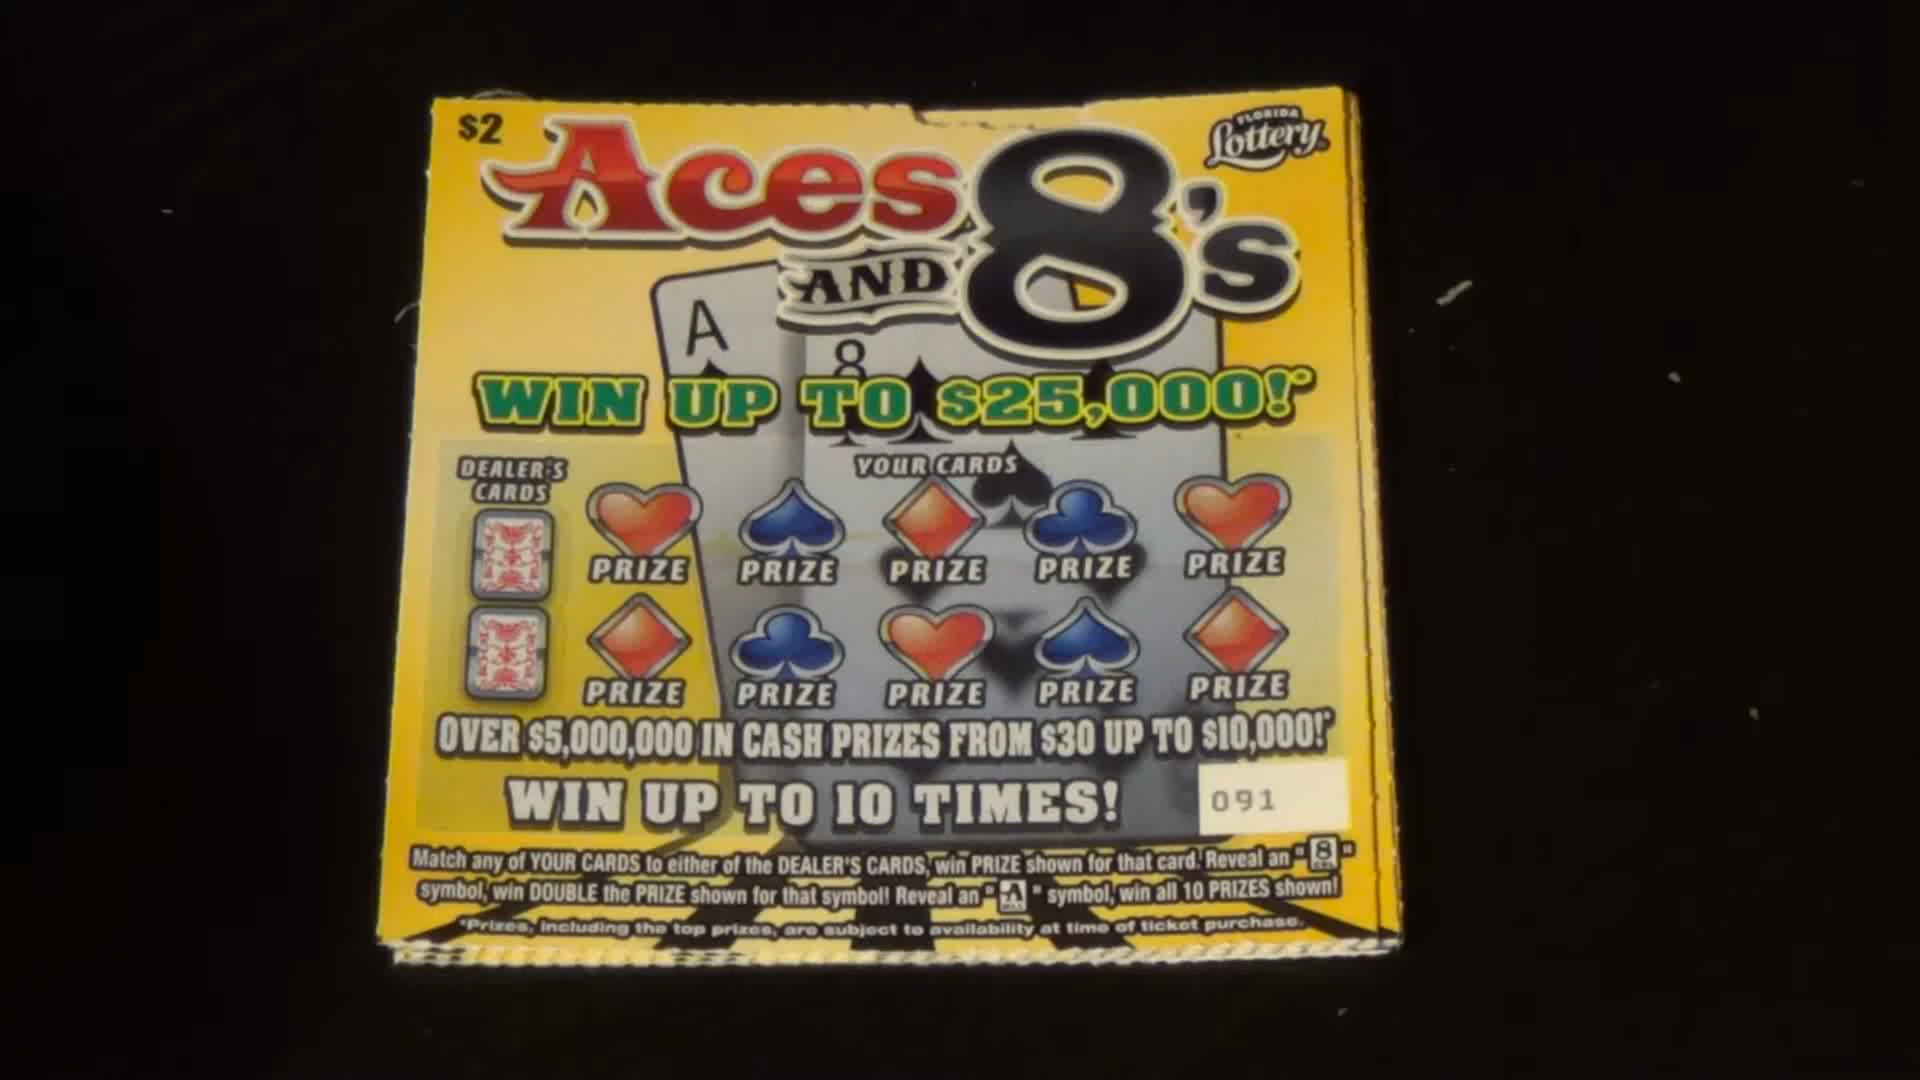 $2
Aces
AND
8's
FLORIDA
Lottery
A
8
WIN UP TO $25,000!*
DEALER'S
CARDS
YOUR CARDS
PRIZE PRIZE PRIZE PRIZE PRIZE
PRIZE PRIZE PRIZE PRIZE PRIZE
OVER $5,000,000 IN CASH PRIZES FROM $30 UP TO $10,000!*
WIN UP TO 10 TIMES!
091
Match any of YOUR CARDS to either of the DEALER'S CARDS, win PRIZE shown for that card. Reveal an "8"
symbol, win DOUBLE the PRIZE shown for that symbol! Reveal an "A" symbol, win all 10 PRIZES shown!
*Prizes, including the top prizes, are subject to availability at time of ticket purchase.